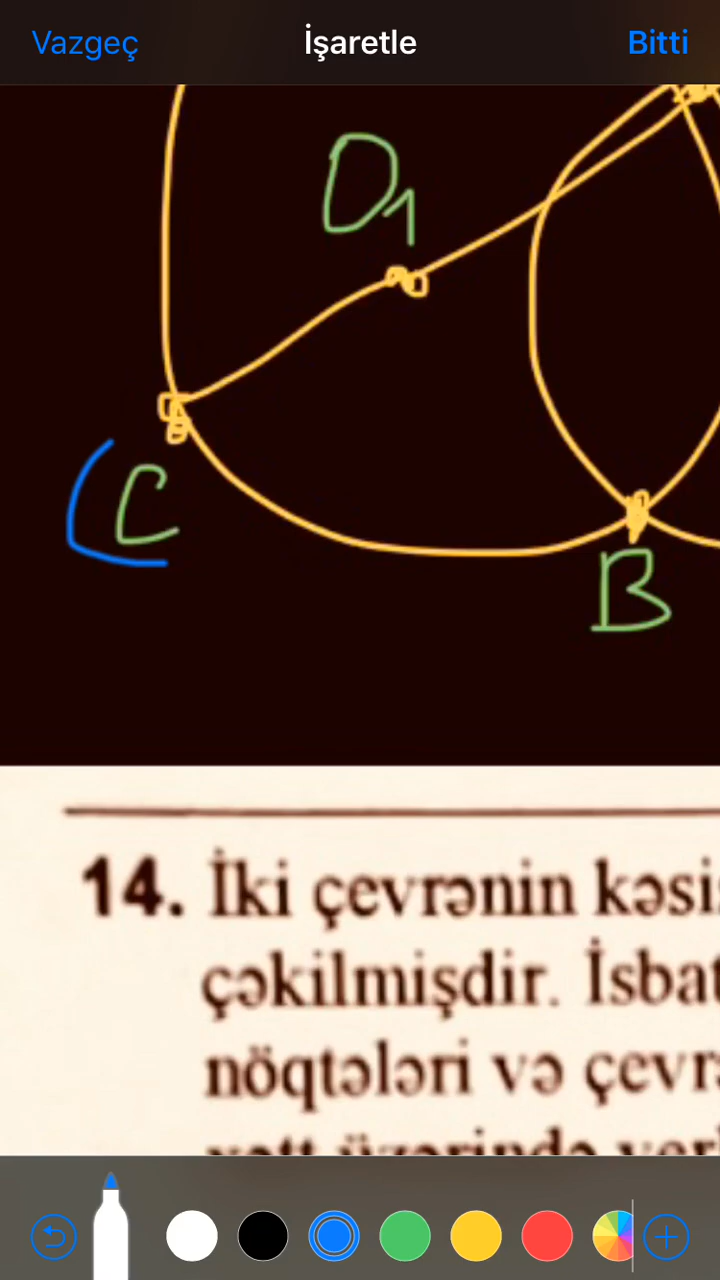 Vazgeç İşaretle Bitti
D1
C
B
14. İki çevrənin kəsi
çəkilmişdir. İsbat
nöqtələri və çevr